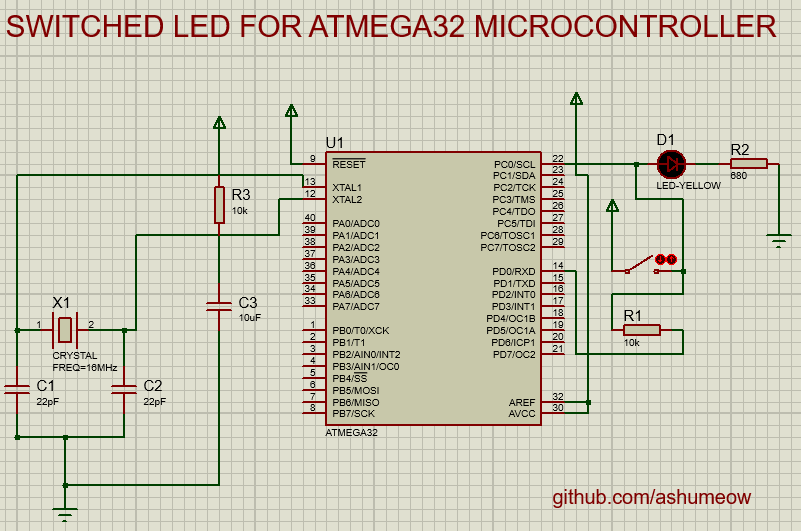 SWITCHED LED FOR ATMEGA32 MICROCONTROLLER
U1
9 RESET
13 XTAL1
12 XTAL2
40 PA0/ADC0
39 PA1/ADC1
38 PA2/ADC2
37 PA3/ADC3
36 PA4/ADC4
35 PA5/ADC5
34 PA6/ADC6
33 PA7/ADC7
1 PB0/T0/XCK
2 PB1/T1
3 PB2/AIN0/INT2
4 PB3/AIN1/OC0
5 PB4/SS
6 PB5/MOSI
7 PB6/MISO
8 PB7/SCK
PC0/SCL 22
PC1/SDA 23
PC2/TCK 24
PC3/TMS 25
PC4/TDO 26
PC5/TDI 27
PC6/TOSC1 28
PC7/TOSC2 29
PD0/RXD 14
PD1/TXD 15
PD2/INT0 16
PD3/INT1 17
PD4/OC1B 18
PD5/OC1A 19
PD6/ICP1 20
PD7/OC2 21
AREF 32
AVCC 30
ATMEGA32
D1
LED-YELLOW
R2
680
R3
10k
C3
10uF
X1
1 2
CRYSTAL
FREQ=16MHz
C1
22pF
C2
22pF
R1
10k
github.com/ashumeow